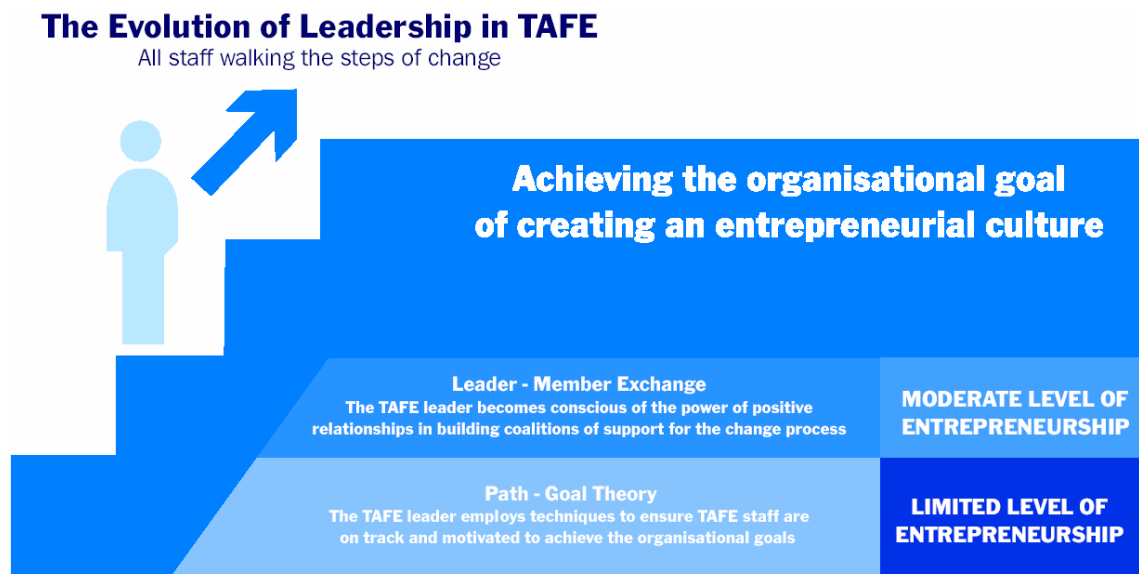 The Evolution of Leadership in TAFE
All staff walking the steps of change
Achieving the organisational goal
of creating an entrepreneurial culture
Leader - Member Exchange
The TAFE leader becomes conscious of the power of positive
relationships in building coalitions of support for the change process
MODERATE LEVEL OF
ENTREPRENEURSHIP
Path - Goal Theory
The TAFE leader employs techniques to ensure TAFE staff are
on track and motivated to achieve the organisational goals
LIMITED LEVEL OF
ENTREPRENEURSHIP